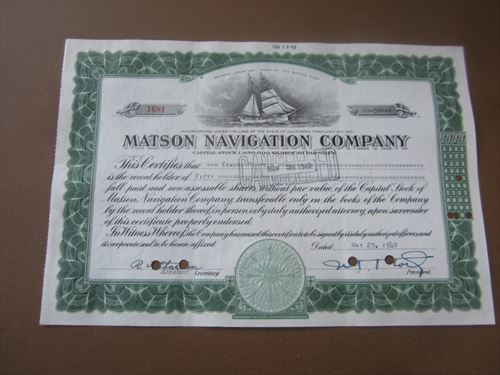 1681
INCORPORATED UNDER THE LAWS OF THE STATE OF CALIFORNIA FEBRUARY
MATSON NAVIGATION COMPANY
CAPITAL STOCK
This Certifies that
is the record holder of Fifty
NOV 28 1940
full paid and non-assessable shares without par value of the Capital Stock of
Matson Navigation Company, transferable only on the books of the Company
by the record holder thereof in person or by duly authorized attorney, upon surrender
of this certificate properly endorsed.
In Witness Whereof, the Company has caused this certificate to be signed by its duly authorized officers and
its corporate seal to be hereto affixed Dated May 29, 1940
Assistant Secretary
President